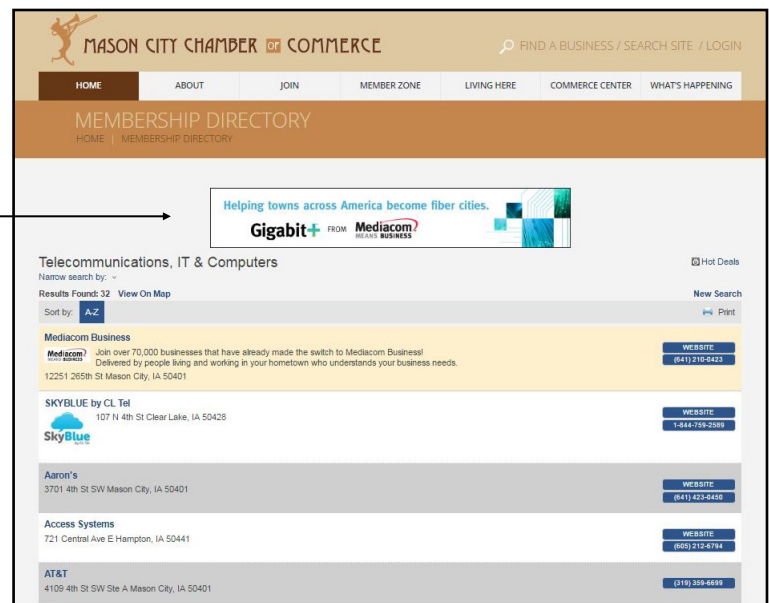 MASON CITY CHAMBER OF COMMERCE
FIND A BUSINESS / SEARCH SITE / LOGIN
HOME ABOUT JOIN MEMBER ZONE LIVING HERE COMMERCE CENTER WHAT'S HAPPENING
MEMBERSHIP DIRECTORY
HOME | MEMBERSHIP DIRECTORY
Helping towns across America become fiber cities.
Gigabit+ FROM Mediacom
MEANS BUSINESS
Telecommunications, IT & Computers
Hot Deals
Narrow search by:
Results Found: 32 View On Map New Search
Sort by: A-Z Print
Mediacom Business
Mediacom
MEANS BUSINESS
Join over 70,000 businesses that have already made the switch to Mediacom Business!
Delivered by people living and working in your hometown who understands your business needs.
WEBSITE
(641) 210-0423
12251 265th St Mason City, IA 50401
SKYBLUE by CL Tel
107 N 4th St Clear Lake, IA 50428
WEBSITE
1-844-759-2589
SkyBlue
Aaron's
3701 4th St SW Mason City, IA 50401
WEBSITE
(641) 423-0450
Access Systems
721 Central Ave E Hampton, IA 50441
WEBSITE
(605) 212-6794
AT&T
4109 4th St SW Ste A Mason City, IA 50401
(319) 359-6699